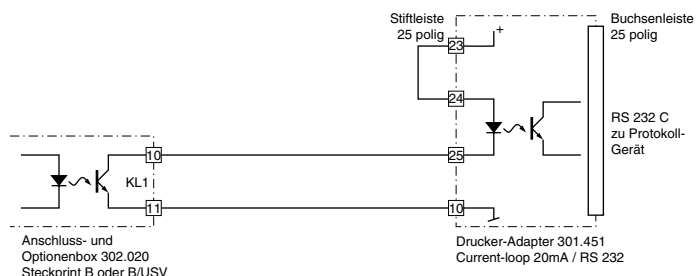 Stiftleiste
25 polig
Buchsenleiste
25 polig
23
+
24
RS 232 C
zu Protokoll-
Gerät
10
25
KL1
11
10
Anschluss- und
Optionenbox 302.020
Steckprint B oder B/USV
Drucker-Adapter 301.451
Current-loop 20mA / RS 232